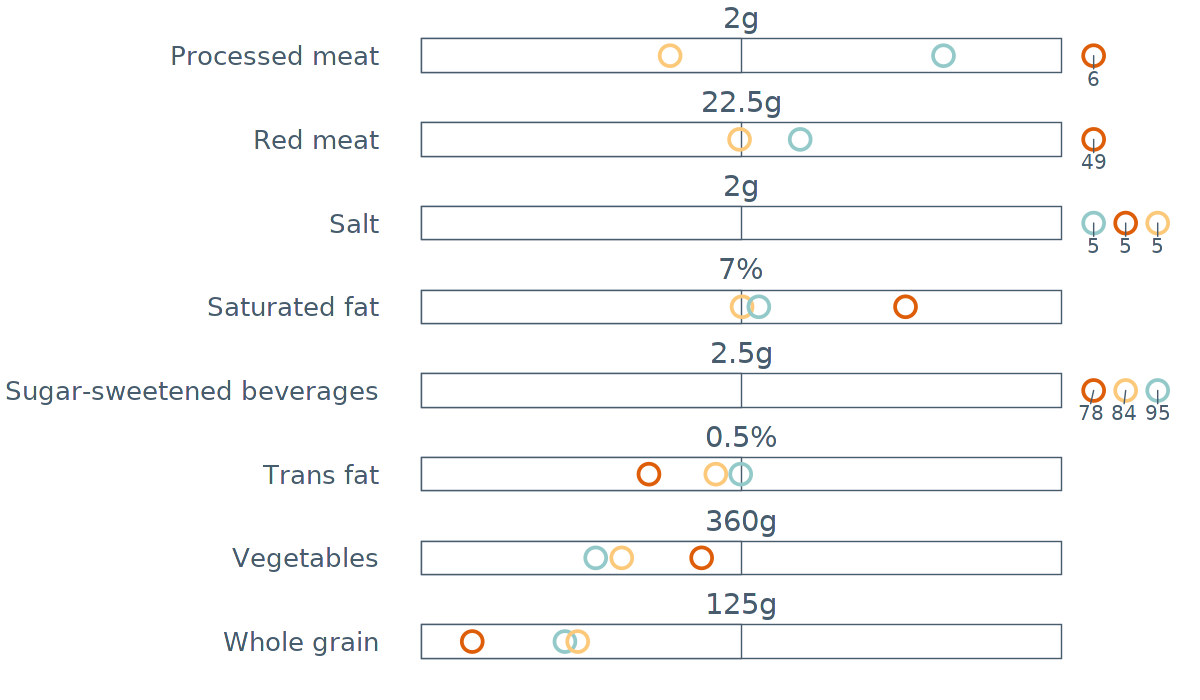 2g
Processed meat
6
22.5g
Red meat
49
2g
Salt
5 5 5
7%
Saturated fat
2.5g
Sugar-sweetened beverages
78 84 95
0.5%
Trans fat
360g
Vegetables
125g
Whole grain